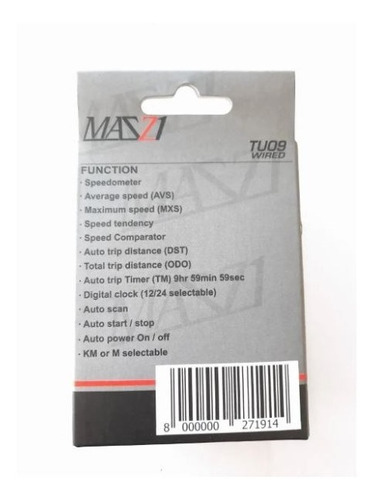 MASZ1
TU09
WIRED
FUNCTION
· Speedometer
· Average speed (AVS)
· Maximum speed (MXS)
· Speed tendency
· Speed Comparator
· Auto trip distance (DST)
· Total trip distance (ODO)
· Auto trip Timer (TM) 9hr 59min 59sec
· Digital clock (12/24 selectable)
· Auto scan
· Auto start / stop
· Auto power On / off
· KM or M selectable
8 000000 271914